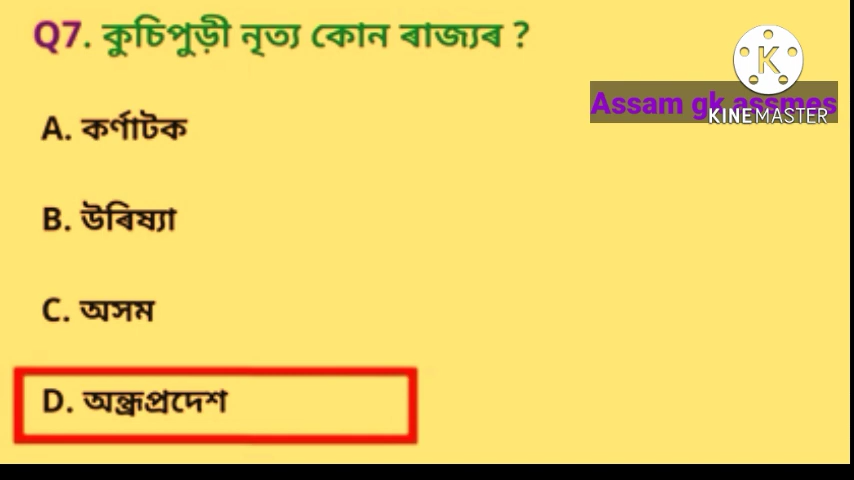 Q7. কুচিপুড়ী নৃত্য কোন ৰাজ্যৰ ?
K
Assam gk assmes
KINEMASTER
A. কৰ্ণাটক
B. উৰিষ্যা
C. অসম
D. অন্ধ্ৰপ্ৰদেশ